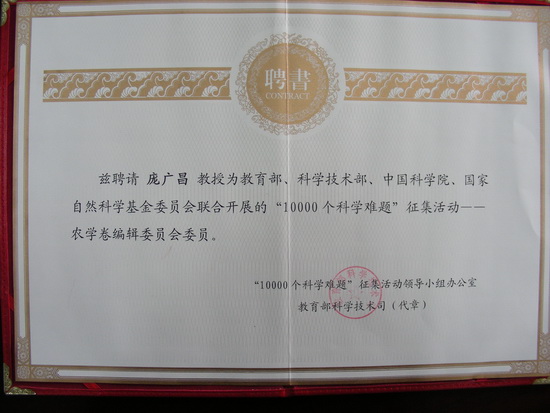 聘書
CONTRACT
兹聘请 庞广昌 教授为教育部、科学技术部、中国科学院、国家
自然科学基金委员会联合开展的“10000个科学难题”征集活动——
农学卷编辑委员会委员。
“10000个科学难题”征集活动领导小组办公室
教育部科学技术司（代章）